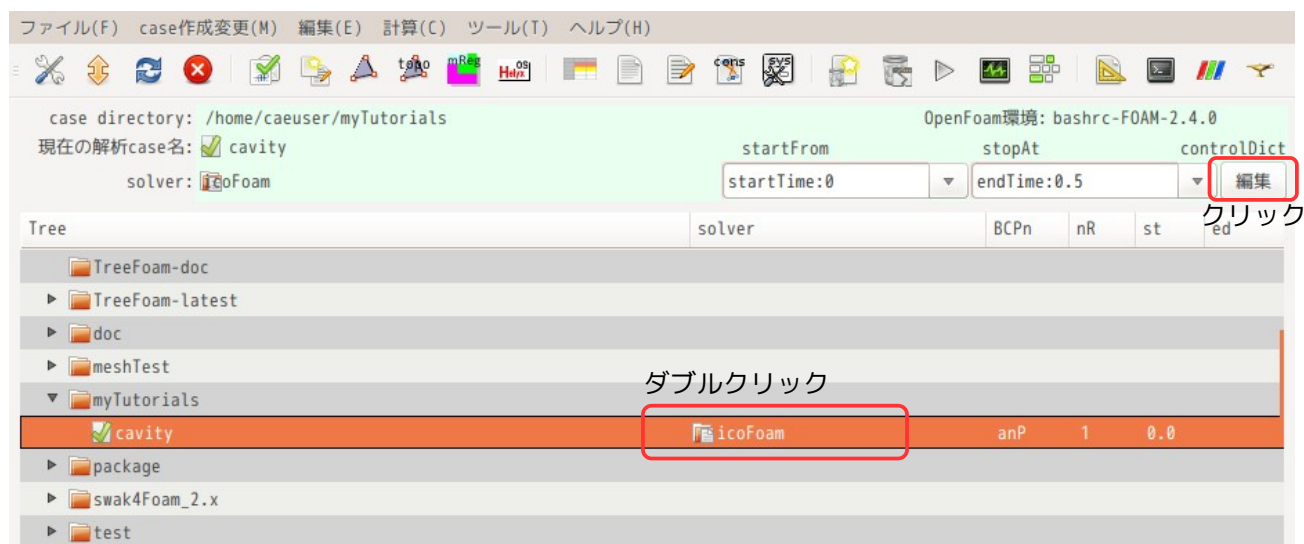 ファイル(F) case作成変更(M) 編集(E) 計算(C) ツール(T) ヘルプ(H)
topo mReg Helyx OS cons sys
case directory: /home/caeuser/myTutorials OpenFoam環境: bashrc-FOAM-2.4.0
現在の解析case名: cavity startFrom stopAt controlDict
solver: icoFoam startTime:0 endTime:0.5 編集
クリック
Tree solver BCPn nR st ed
TreeFoam-doc
TreeFoam-latest
doc
meshTest
ダブルクリック
myTutorials
cavity icoFoam anP 1 0.0
package
swak4Foam_2.x
test